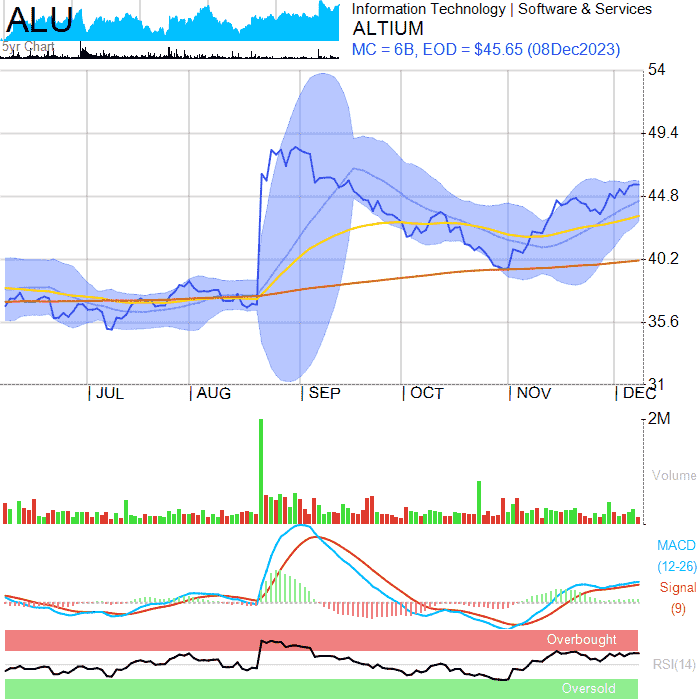 ALU
5yr Chart
Information Technology | Software & Services
ALTIUM
MC = 6B, EOD = $45.65 (08Dec2023)
54
49.4
44.8
40.2
35.6
31
| JUL | AUG | SEP | OCT | NOV | DEC
2M
Volume
MACD
(12-26)
Signal
(9)
Overbought
RSI(14)
Oversold